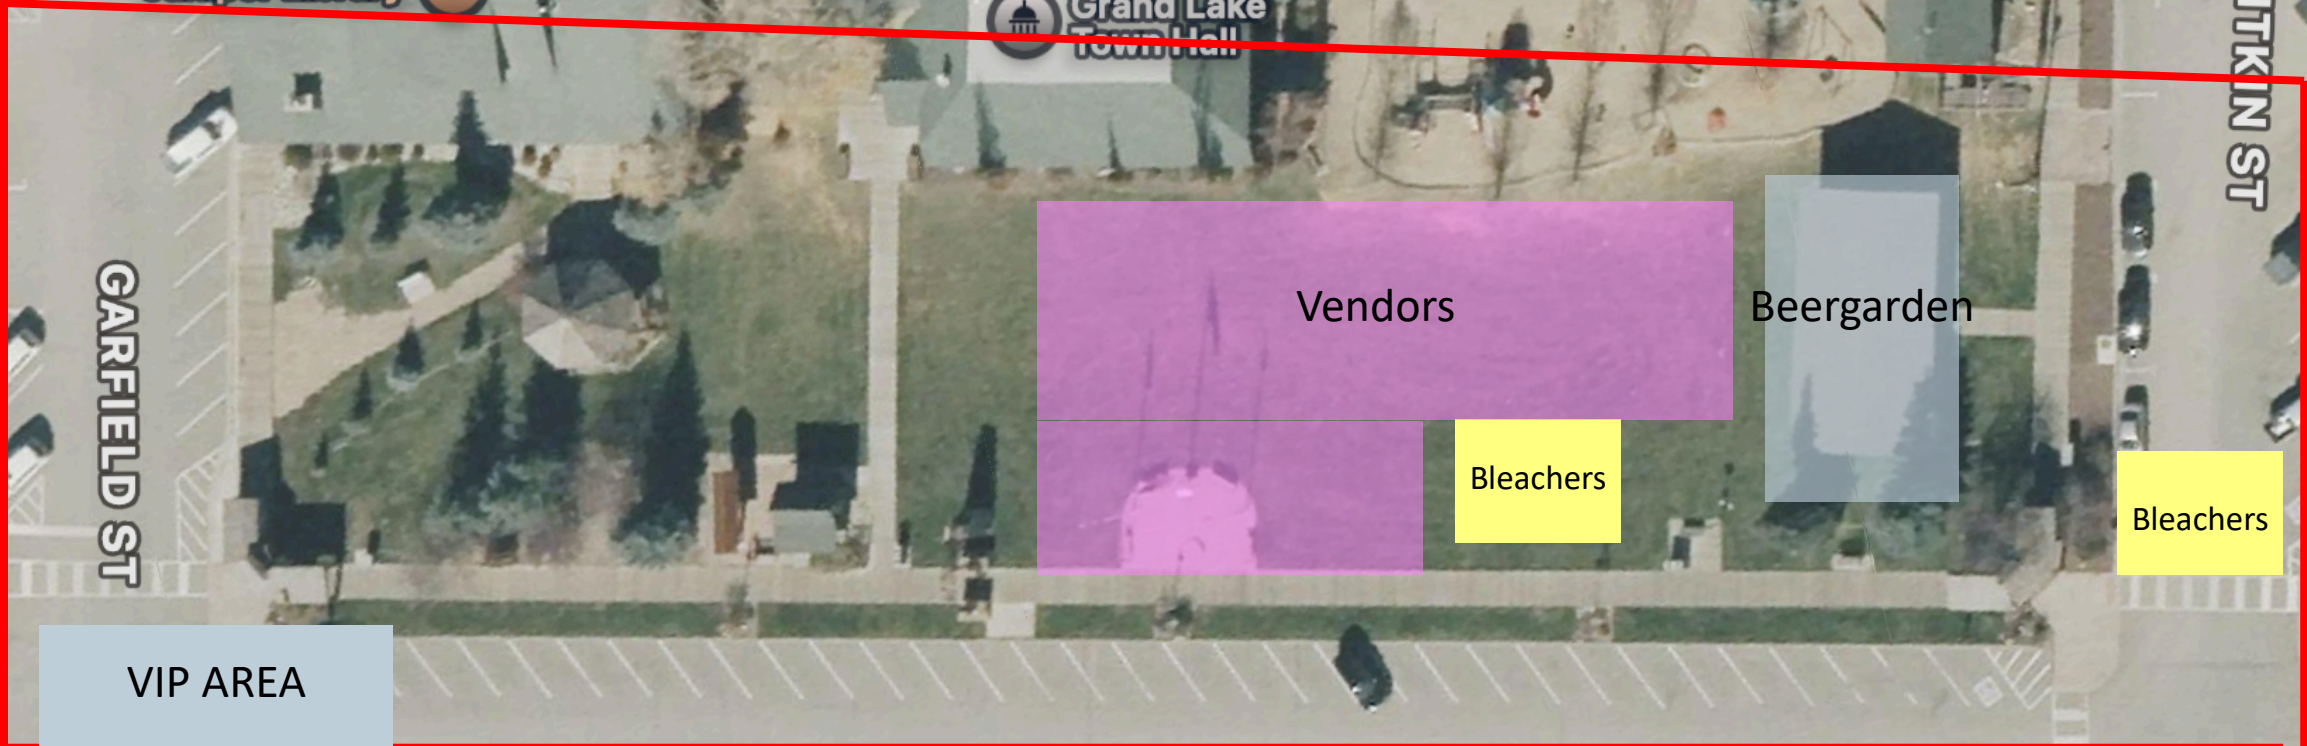 Grand Lake
Town Hall
GARFIELD ST
Vendors
Beergarden
Bleachers
Bleachers
VIP AREA